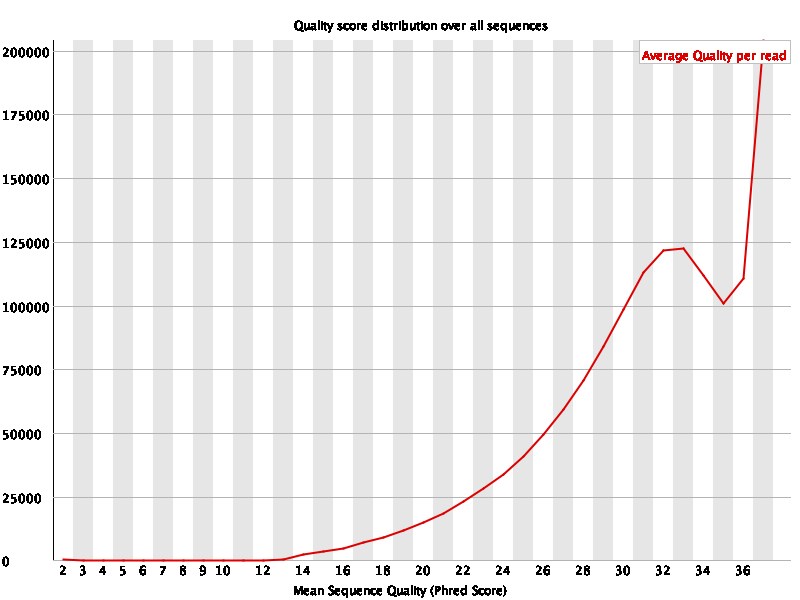 Quality score distribution over all sequences
200000
Average Quality per read
175000
150000
125000
100000
75000
50000
25000
0
2 3 4 5 6 7 8 9 10 12 14 16 18 20 22 24 26 28 30 32 34 36
Mean Sequence Quality (Phred Score)